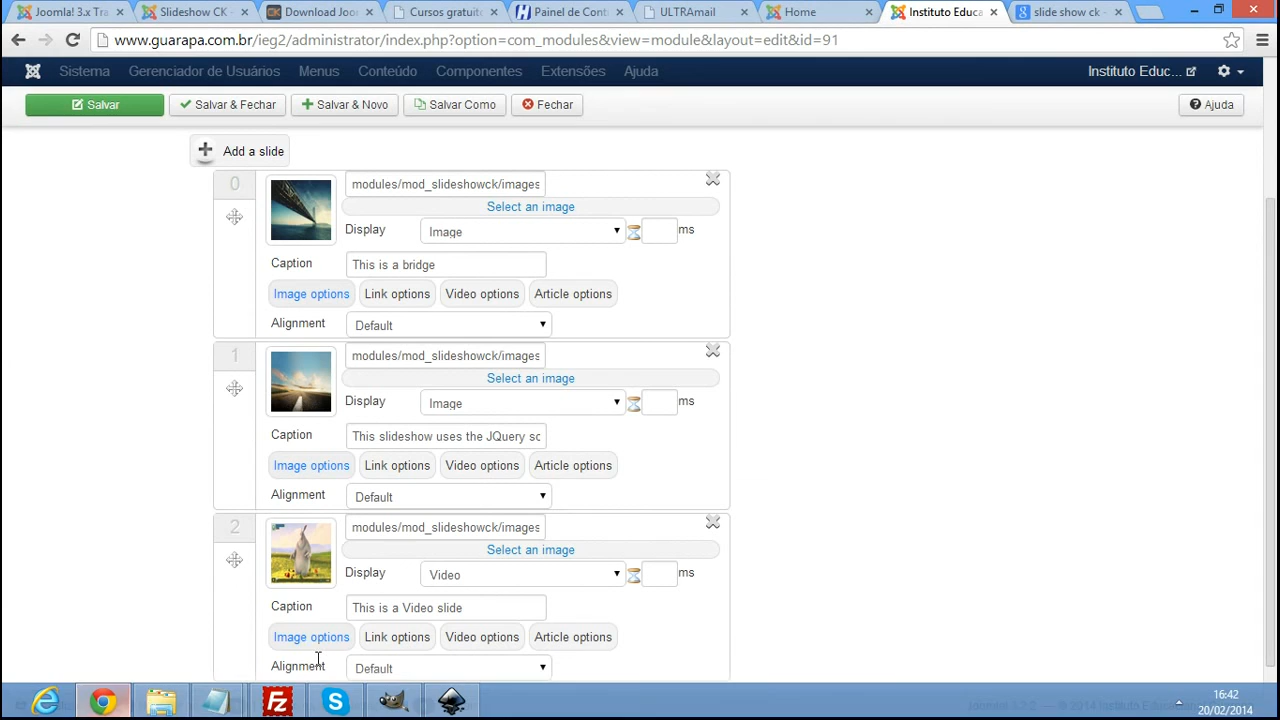 Joomla! 3.x Tra
Slideshow CK -
Download Joo
Cursos gratuito
Painel de Cont
ULTRAmail
Home
Instituto Educa
slide show ck -
www.guarapa.com.br/ieg2/administrator/index.php?option=com_modules&view=module&layout=edit&id=91
Sistema Gerenciador de Usuários Menus Conteúdo Componentes Extensões Ajuda Instituto Educ...
Salvar Salvar & Fechar Salvar & Novo Salvar Como Fechar Ajuda
Add a slide
0 modules/mod_slideshowck/images
Select an image
Display Image ms
Caption This is a bridge
Image options Link options Video options Article options
Alignment Default
1 modules/mod_slideshowck/images
Select an image
Display Image ms
Caption This slideshow uses the JQuery sc
Image options Link options Video options Article options
Alignment Default
2 modules/mod_slideshowck/images
Select an image
Display Video ms
Caption This is a Video slide
Image options Link options Video options Article options
Alignment Default
16:42
20/02/2014